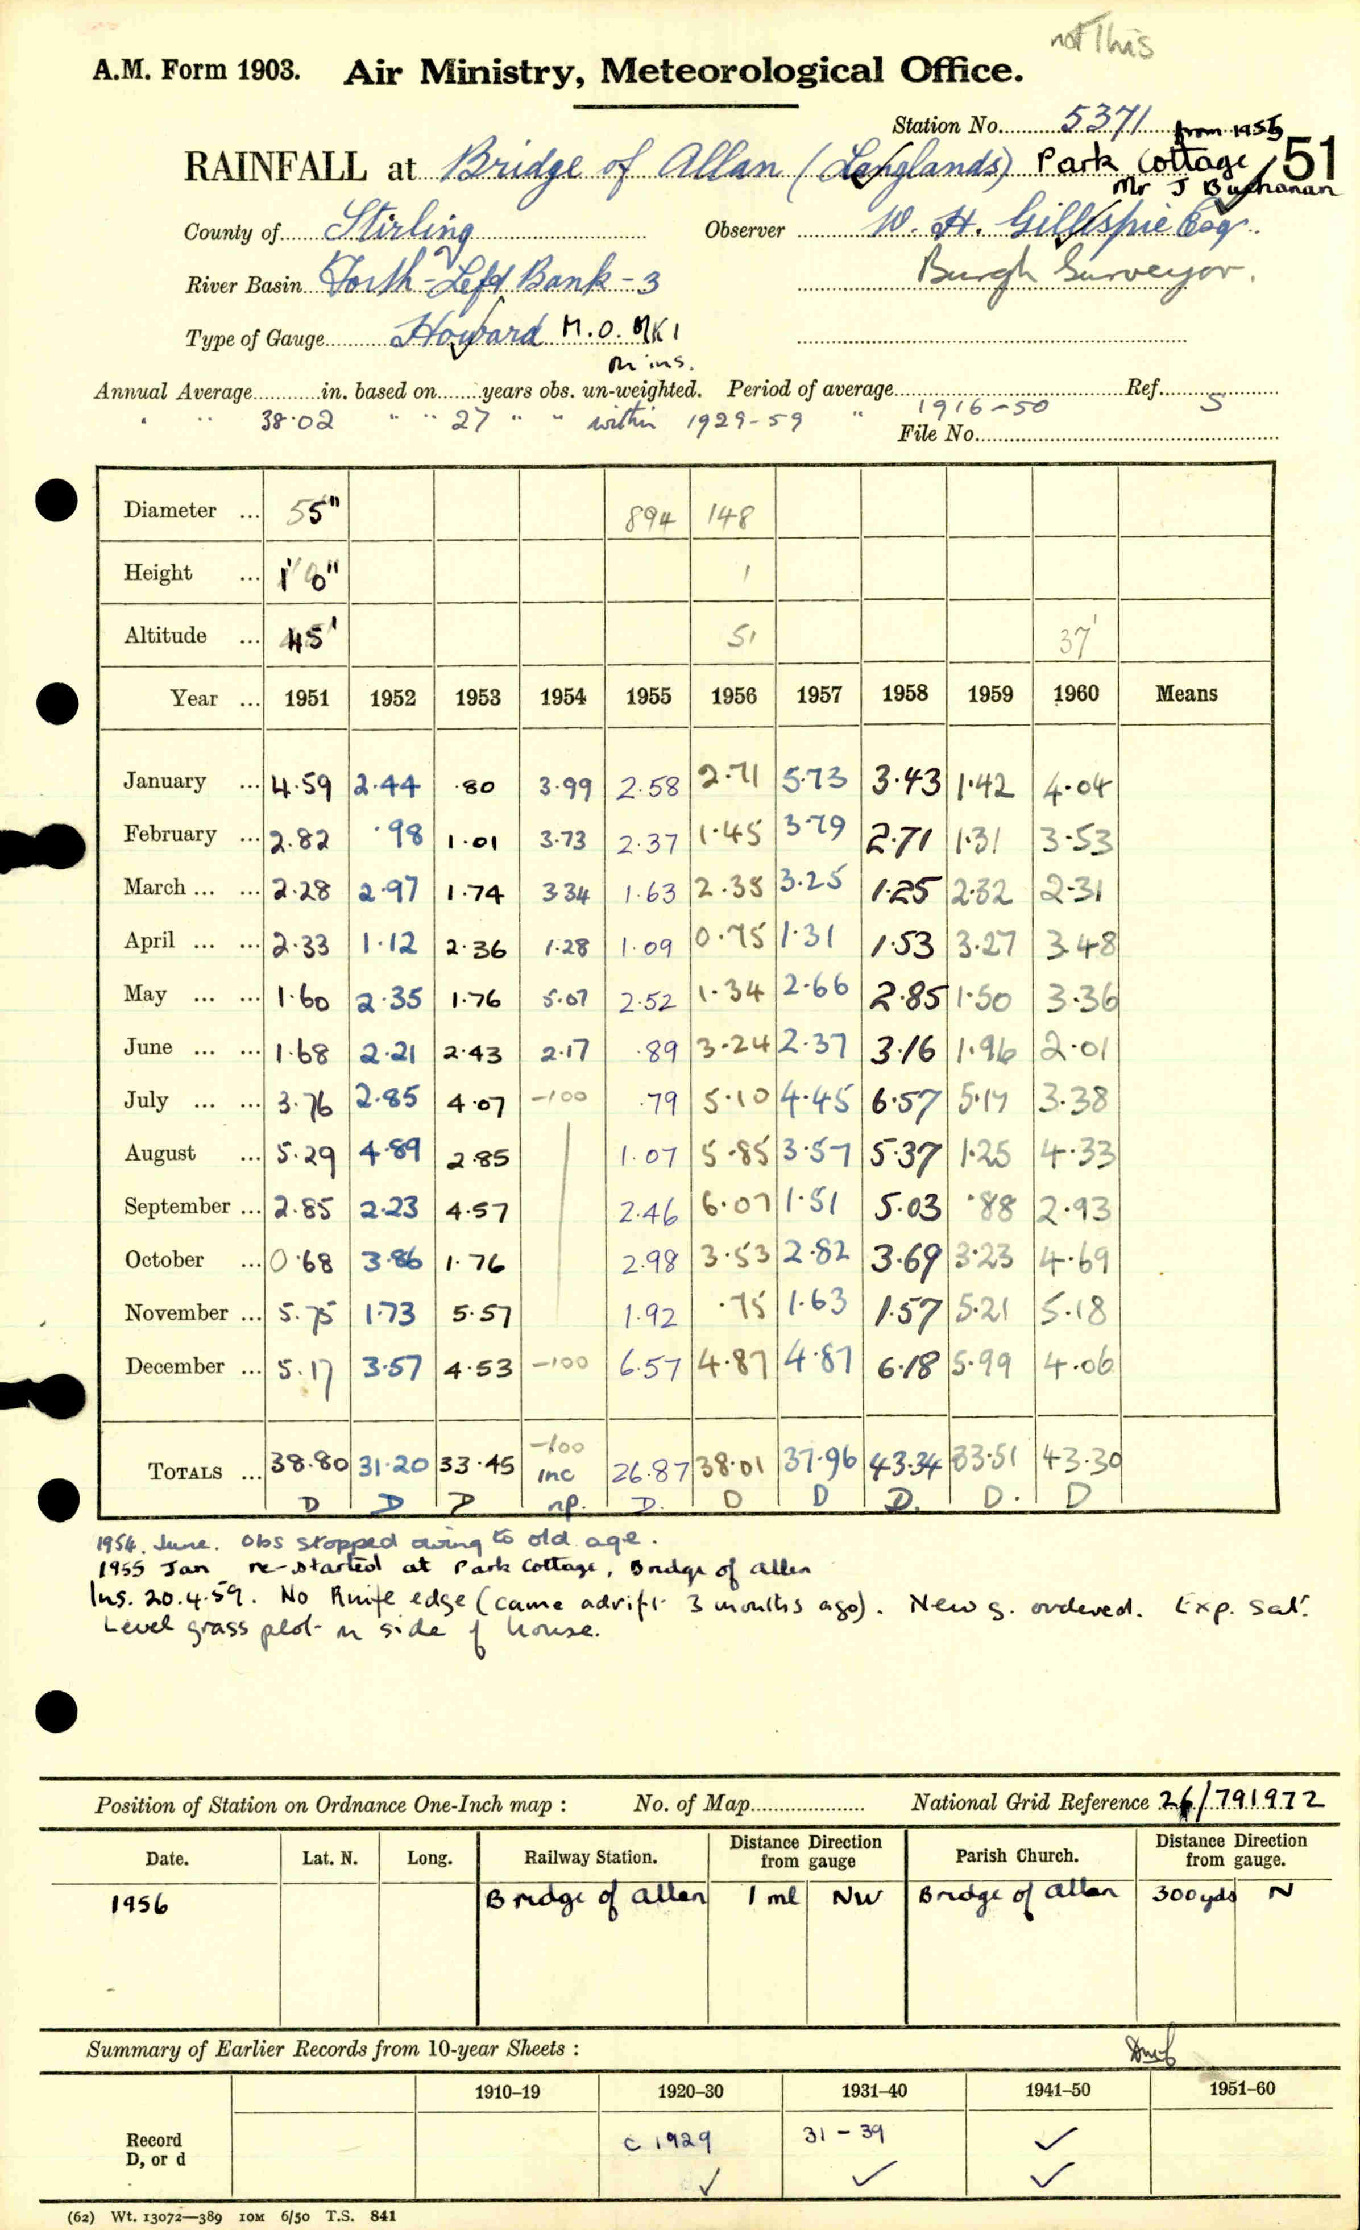 not This
A.M. Form 1903. Air Ministry, Meteorological Office.
Station No. 5371 from 1955
RAINFALL at Bridge of Allan (Langlands) Park Cottage 51
Mr J Buchanan
County of Stirling Observer W. H. Gillespie Esq.
River Basin Forth - Left Bank - 3 Burgh Surveyor.
Type of Gauge Howard M.O. MK1
Annual Average in. based on years obs. un-weighted. Period of average Ref.
" " 38.02 " " 27 " " within 1929-59 " 1916-50 S
File No.
Diameter ... 5" 894 148
Height ... 1' 0" 1
Altitude ... 45' 51 37'
Year ... 1951 1952 1953 1954 1955 1956 1957 1958 1959 1960 Means
January ... 4.59 2.44 .80 3.99 2.58 2.71 5.73 3.43 1.42 4.04
February ... 2.82 .98 1.01 3.73 2.37 1.45 3.79 2.71 1.31 3.53
March ... ... 2.28 2.97 1.74 3.34 1.63 2.35 3.25 1.25 2.32 2.31
April ... ... 2.33 1.12 2.36 1.28 1.09 0.75 1.31 1.53 3.27 3.48
May ... ... 1.60 2.35 1.76 5.07 2.52 1.34 2.66 2.85 1.50 3.36
June ... ... 1.68 2.21 2.43 2.17 .89 3.24 2.37 3.16 1.96 2.01
July ... ... 3.76 2.85 4.07 -100 .79 5.10 4.45 6.57 5.17 3.38
August ... 5.29 4.89 2.85 1.07 5.85 3.57 5.37 1.25 4.33
September ... 2.85 2.23 4.57 2.46 6.07 1.51 5.03 .88 2.93
October ... 0.68 3.86 1.76 2.98 3.53 2.82 3.69 3.23 4.69
November ... 5.75 1.73 5.57 1.92 .75 1.63 1.57 5.21 5.18
December ... 5.17 3.57 4.53 -100 6.57 4.87 4.87 6.18 5.99 4.06
-100
TOTALS ... 38.80 31.20 33.45 inc 26.87 38.01 37.96 43.34 33.51 43.30
D D D np. D. D D D. D. D
1954. June. Obs stopped owing to old age.
1955 Jan re-started at Park Cottage, Bridge of Allen
Ins. 20.4.59. No Knife edge (came adrift 3 months ago). New g. ordered. Exp. sat.
Level grass plot in side of house.
Position of Station on Ordnance One-Inch map : No. of Map National Grid Reference 26/791972
Date. Lat. N. Long. Railway Station. Distance Direction from gauge Parish Church. Distance Direction from gauge.
1956 Bridge of Allen 1 ml NW Bridge of Allan 300yds N
Summary of Earlier Records from 10-year Sheets :
1910–19 1920–30 1931–40 1941–50 1951–60
Record c 1929 31 - 39
D, or d
(62) Wt. 13072—389 10M 6/50 T.S. 841